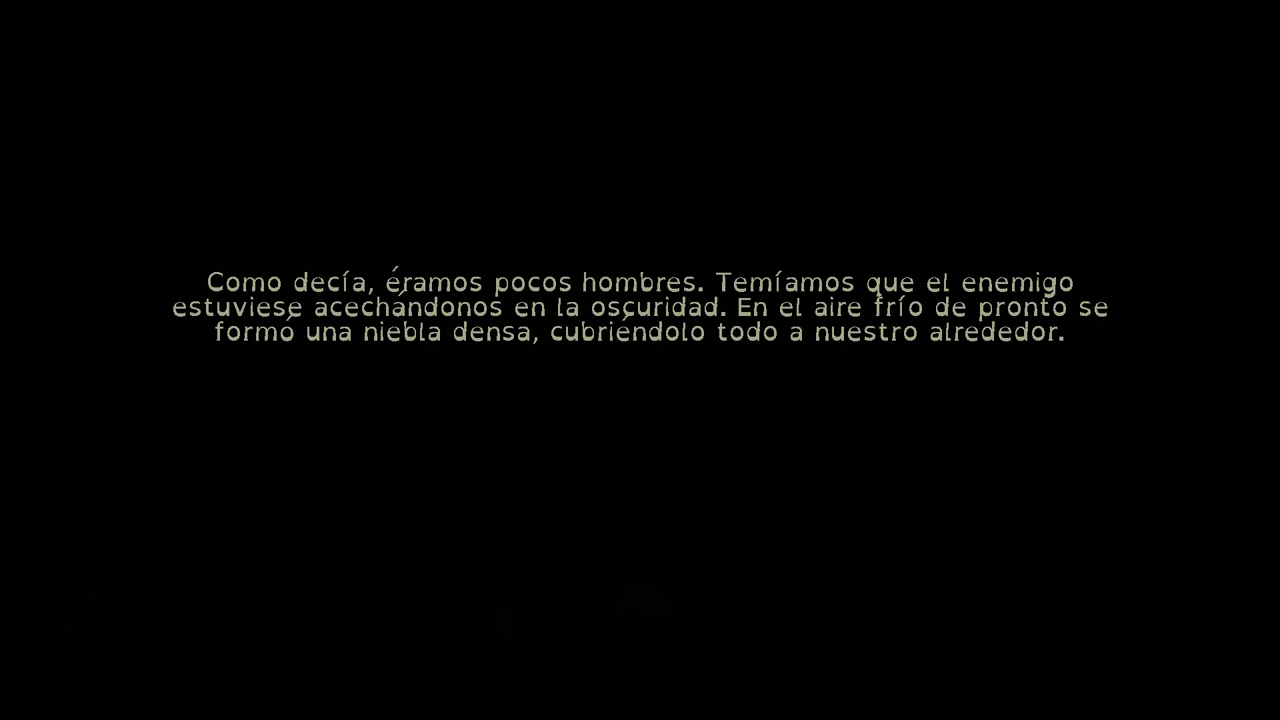 Como decía, éramos pocos hombres. Temíamos que el enemigo
estuviese acechándonos en la oscuridad. En el aire frío de pronto se
formó una niebla densa, cubriéndolo todo a nuestro alrededor.